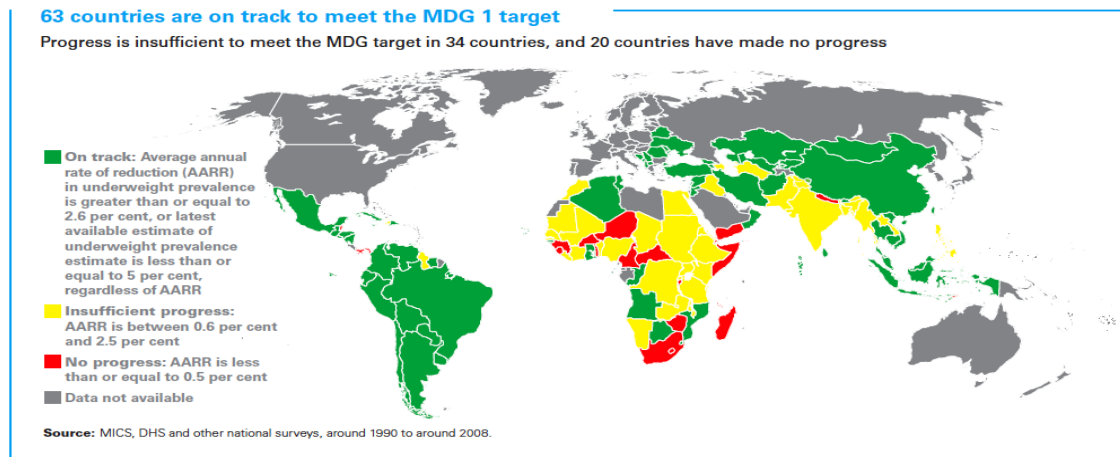 63 countries are on track to meet the MDG 1 target
Progress is insufficient to meet the MDG target in 34 countries, and 20 countries have made no progress
On track: Average annual
rate of reduction (AARR)
in underweight prevalence
is greater than or equal to
2.6 per cent, or latest
available estimate of
underweight prevalence
estimate is less than or
equal to 5 per cent,
regardless of AARR
Insufficient progress:
AARR is between 0.6 per cent
and 2.5 per cent
No progress: AARR is less
than or equal to 0.5 per cent
Data not available
Source: MICS, DHS and other national surveys, around 1990 to around 2008.